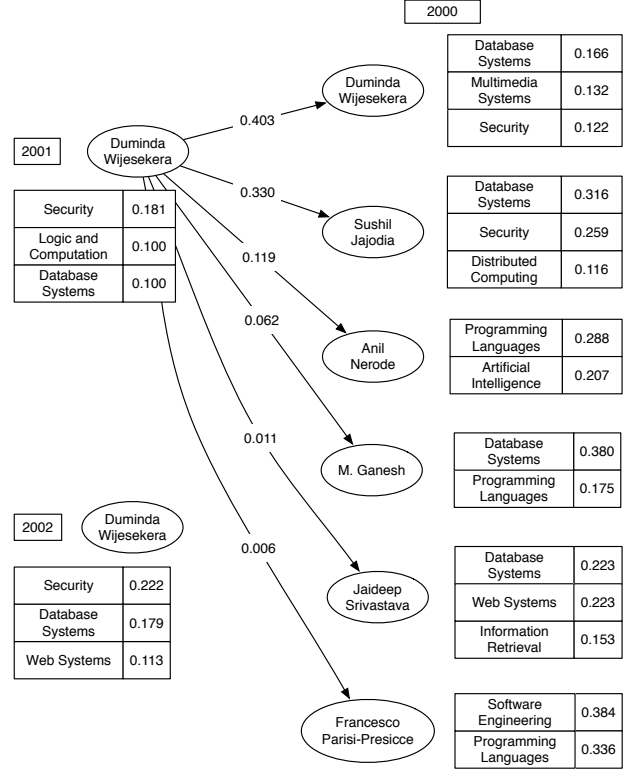 2000
Duminda
Wijesekera
Database
Systems
0.166
Multimedia
Systems
0.132
Security
0.122
0.403
2001
Duminda
Wijesekera
0.330
Sushil
Jajodia
Database
Systems
0.316
Security
0.259
Distributed
Computing
0.116
Security
0.181
Logic and
Computation
0.100
Database
Systems
0.100
0.119
Anil
Nerode
Programming
Languages
0.288
Artificial
Intelligence
0.207
0.062
M. Ganesh
Database
Systems
0.380
Programming
Languages
0.175
0.011
2002
Duminda
Wijesekera
0.006
Security
0.222
Database
Systems
0.179
Web Systems
0.113
Jaideep
Srivastava
Database
Systems
0.223
Web Systems
0.223
Information
Retrieval
0.153
Francesco
Parisi-Presicce
Software
Engineering
0.384
Programming
Languages
0.336